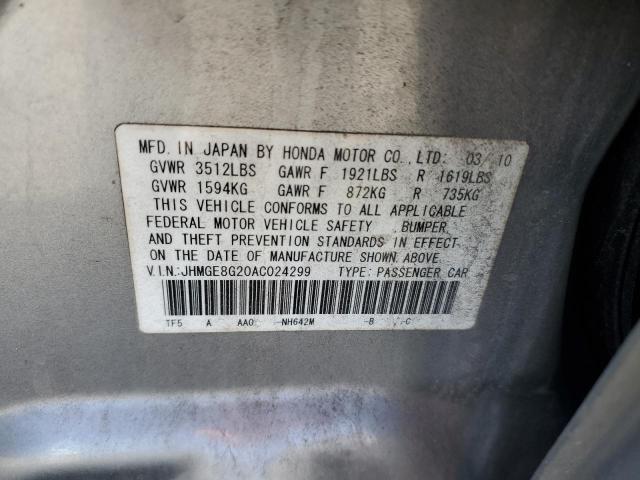 MFD. IN JAPAN BY HONDA MOTOR CO., LTD: 03/10
GVWR 3512LBS GAWR F 1921LBS R 1619LBS
GVWR 1594KG GAWR F 872KG R 735KG
THIS VEHICLE CONFORMS TO ALL APPLICABLE
FEDERAL MOTOR VEHICLE SAFETY , BUMPER,
AND THEFT PREVENTION STANDARDS IN EFFECT
ON THE DATE OF MANUFACTURE SHOWN ABOVE.
V.I.N.:JHMGE8G20AC024299 TYPE: PASSENGER CAR
TF5 A AA0 -NH642M -B -C